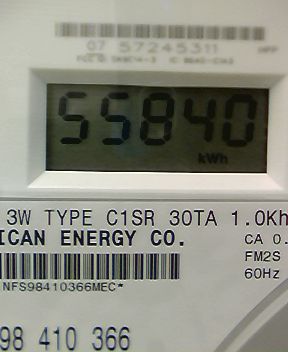 07 57245311
55840
kWh
3W TYPE C1SR 30TA 1.0Kh
ICAN ENERGY CO.
CA 0.
FM2S
60Hz
NFS98410366MEC*
98 410 366